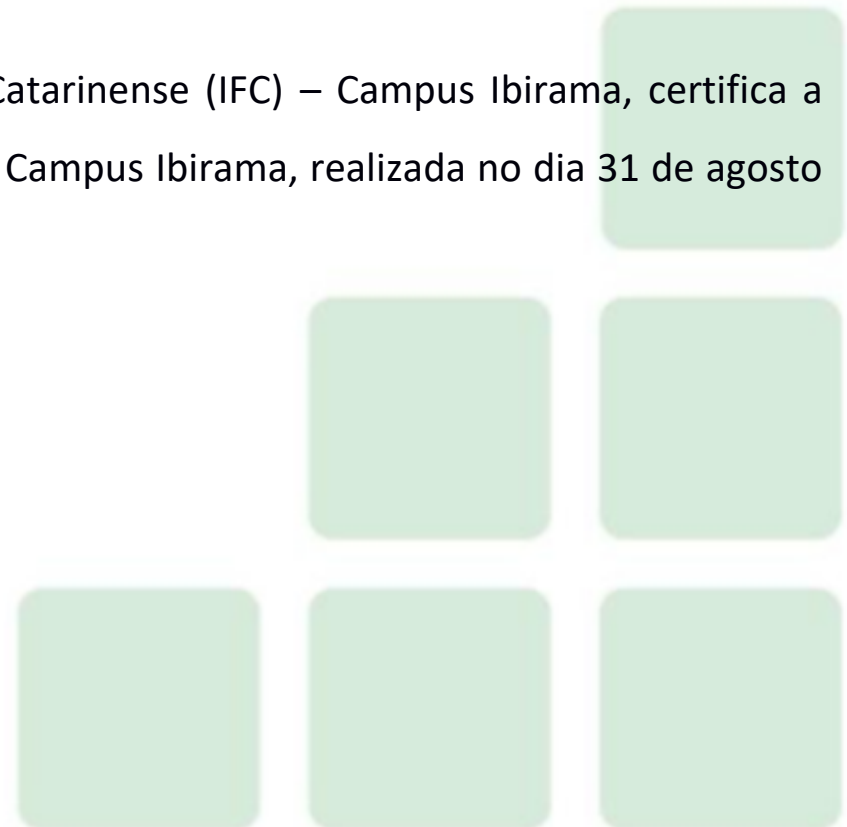 Catarinense (IFC) – Campus Ibirama, certifica a
Campus Ibirama, realizada no dia 31 de agosto